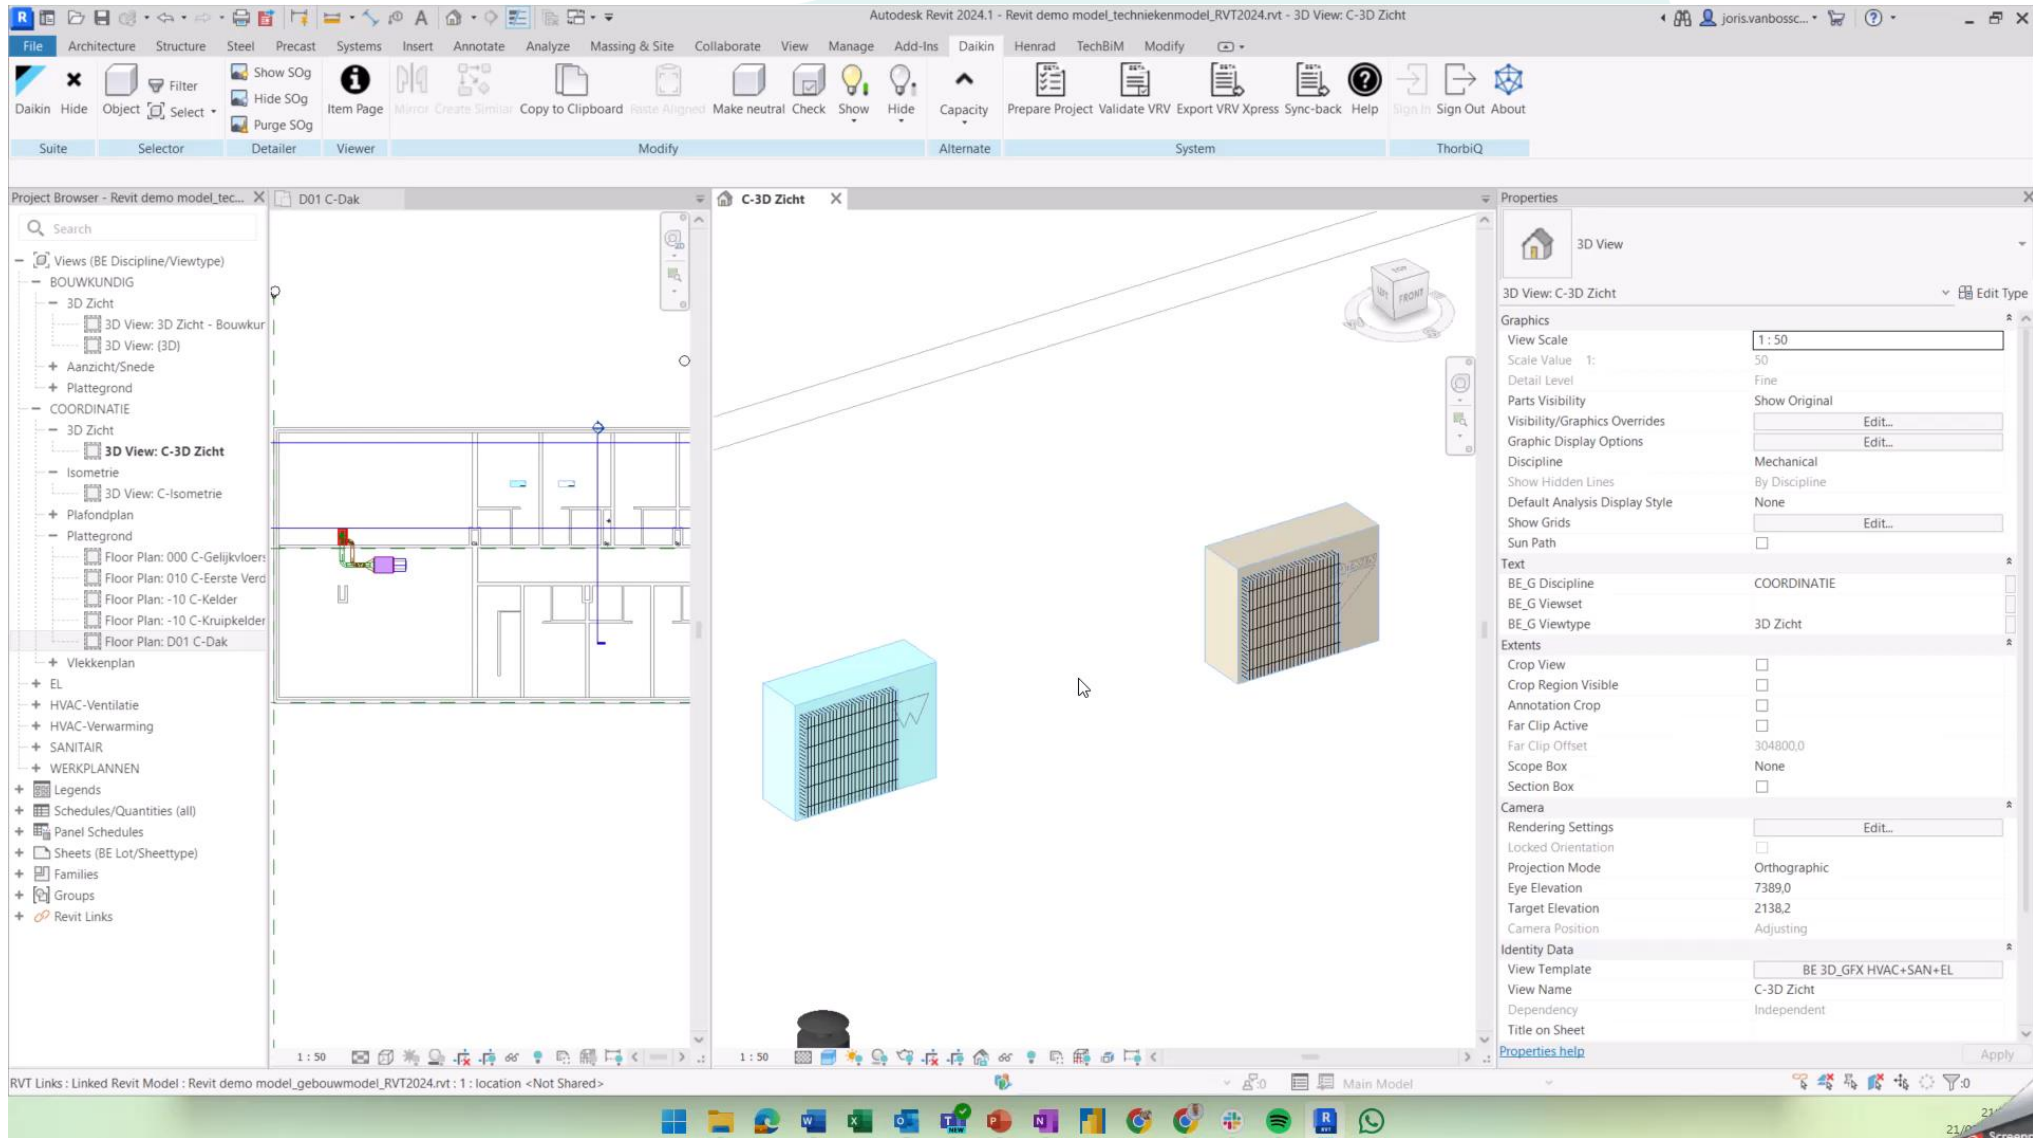 Autodesk Revit 2024.1 - Revit demo model_techniekenmodel_RVT2024.rvt - 3D View: C-3D Zicht
joris.vanbossc...
File Architecture Structure Steel Precast Systems Insert Annotate Analyze Massing & Site Collaborate View Manage Add-Ins Daikin Henrad TechBiM Modify
Daikin Hide Object Filter Select
Show SOg
Hide SOg
Purge SOg
Item Page Mirror Create Similar Copy to Clipboard Paste Aligned Make neutral Check Show Hide Capacity Prepare Project Validate VRV Export VRV Xpress Sync-back Help Sign In Sign Out About
Suite Selector Detailer Viewer Modify Alternate System ThorbiQ
Project Browser - Revit demo model_tec...
Search
Views (BE Discipline/Viewtype)
BOUWKUNDIG
3D Zicht
3D View: 3D Zicht - Bouwkur
3D View: {3D}
Aanzicht/Snede
Plattegrond
COORDINATIE
3D Zicht
3D View: C-3D Zicht
Isometrie
3D View: C-Isometrie
Plafondplan
Plattegrond
Floor Plan: 000 C-Gelijkvloers
Floor Plan: 010 C-Eerste Verd
Floor Plan: -10 C-Kelder
Floor Plan: -10 C-Kruipkelder
Floor Plan: D01 C-Dak
Vlekkenplan
EL
HVAC-Ventilatie
HVAC-Verwarming
SANITAIR
WERKPLANNEN
Legends
Schedules/Quantities (all)
Panel Schedules
Sheets (BE Lot/Sheettype)
Families
Groups
Revit Links
D01 C-Dak
1 : 50
C-3D Zicht
TOP
FRONT
1 : 50
Properties
3D View
3D View: C-3D Zicht Edit Type
Graphics
View Scale 1 : 50
Scale Value 1: 50
Detail Level Fine
Parts Visibility Show Original
Visibility/Graphics Overrides Edit...
Graphic Display Options Edit...
Discipline Mechanical
Show Hidden Lines By Discipline
Default Analysis Display Style None
Show Grids Edit...
Sun Path
Text
BE_G Discipline COORDINATIE
BE_G Viewset
BE_G Viewtype 3D Zicht
Extents
Crop View
Crop Region Visible
Annotation Crop
Far Clip Active
Far Clip Offset 304800,0
Scope Box None
Section Box
Camera
Rendering Settings Edit...
Locked Orientation
Projection Mode Orthographic
Eye Elevation 7389,0
Target Elevation 2138,2
Camera Position Adjusting
Identity Data
View Template BE 3D_GFX HVAC+SAN+EL
View Name C-3D Zicht
Dependency Independent
Title on Sheet
Properties help Apply
RVT Links : Linked Revit Model : Revit demo model_gebouwmodel_RVT2024.rvt : 1 : location <Not Shared>
:0
Main Model
:0